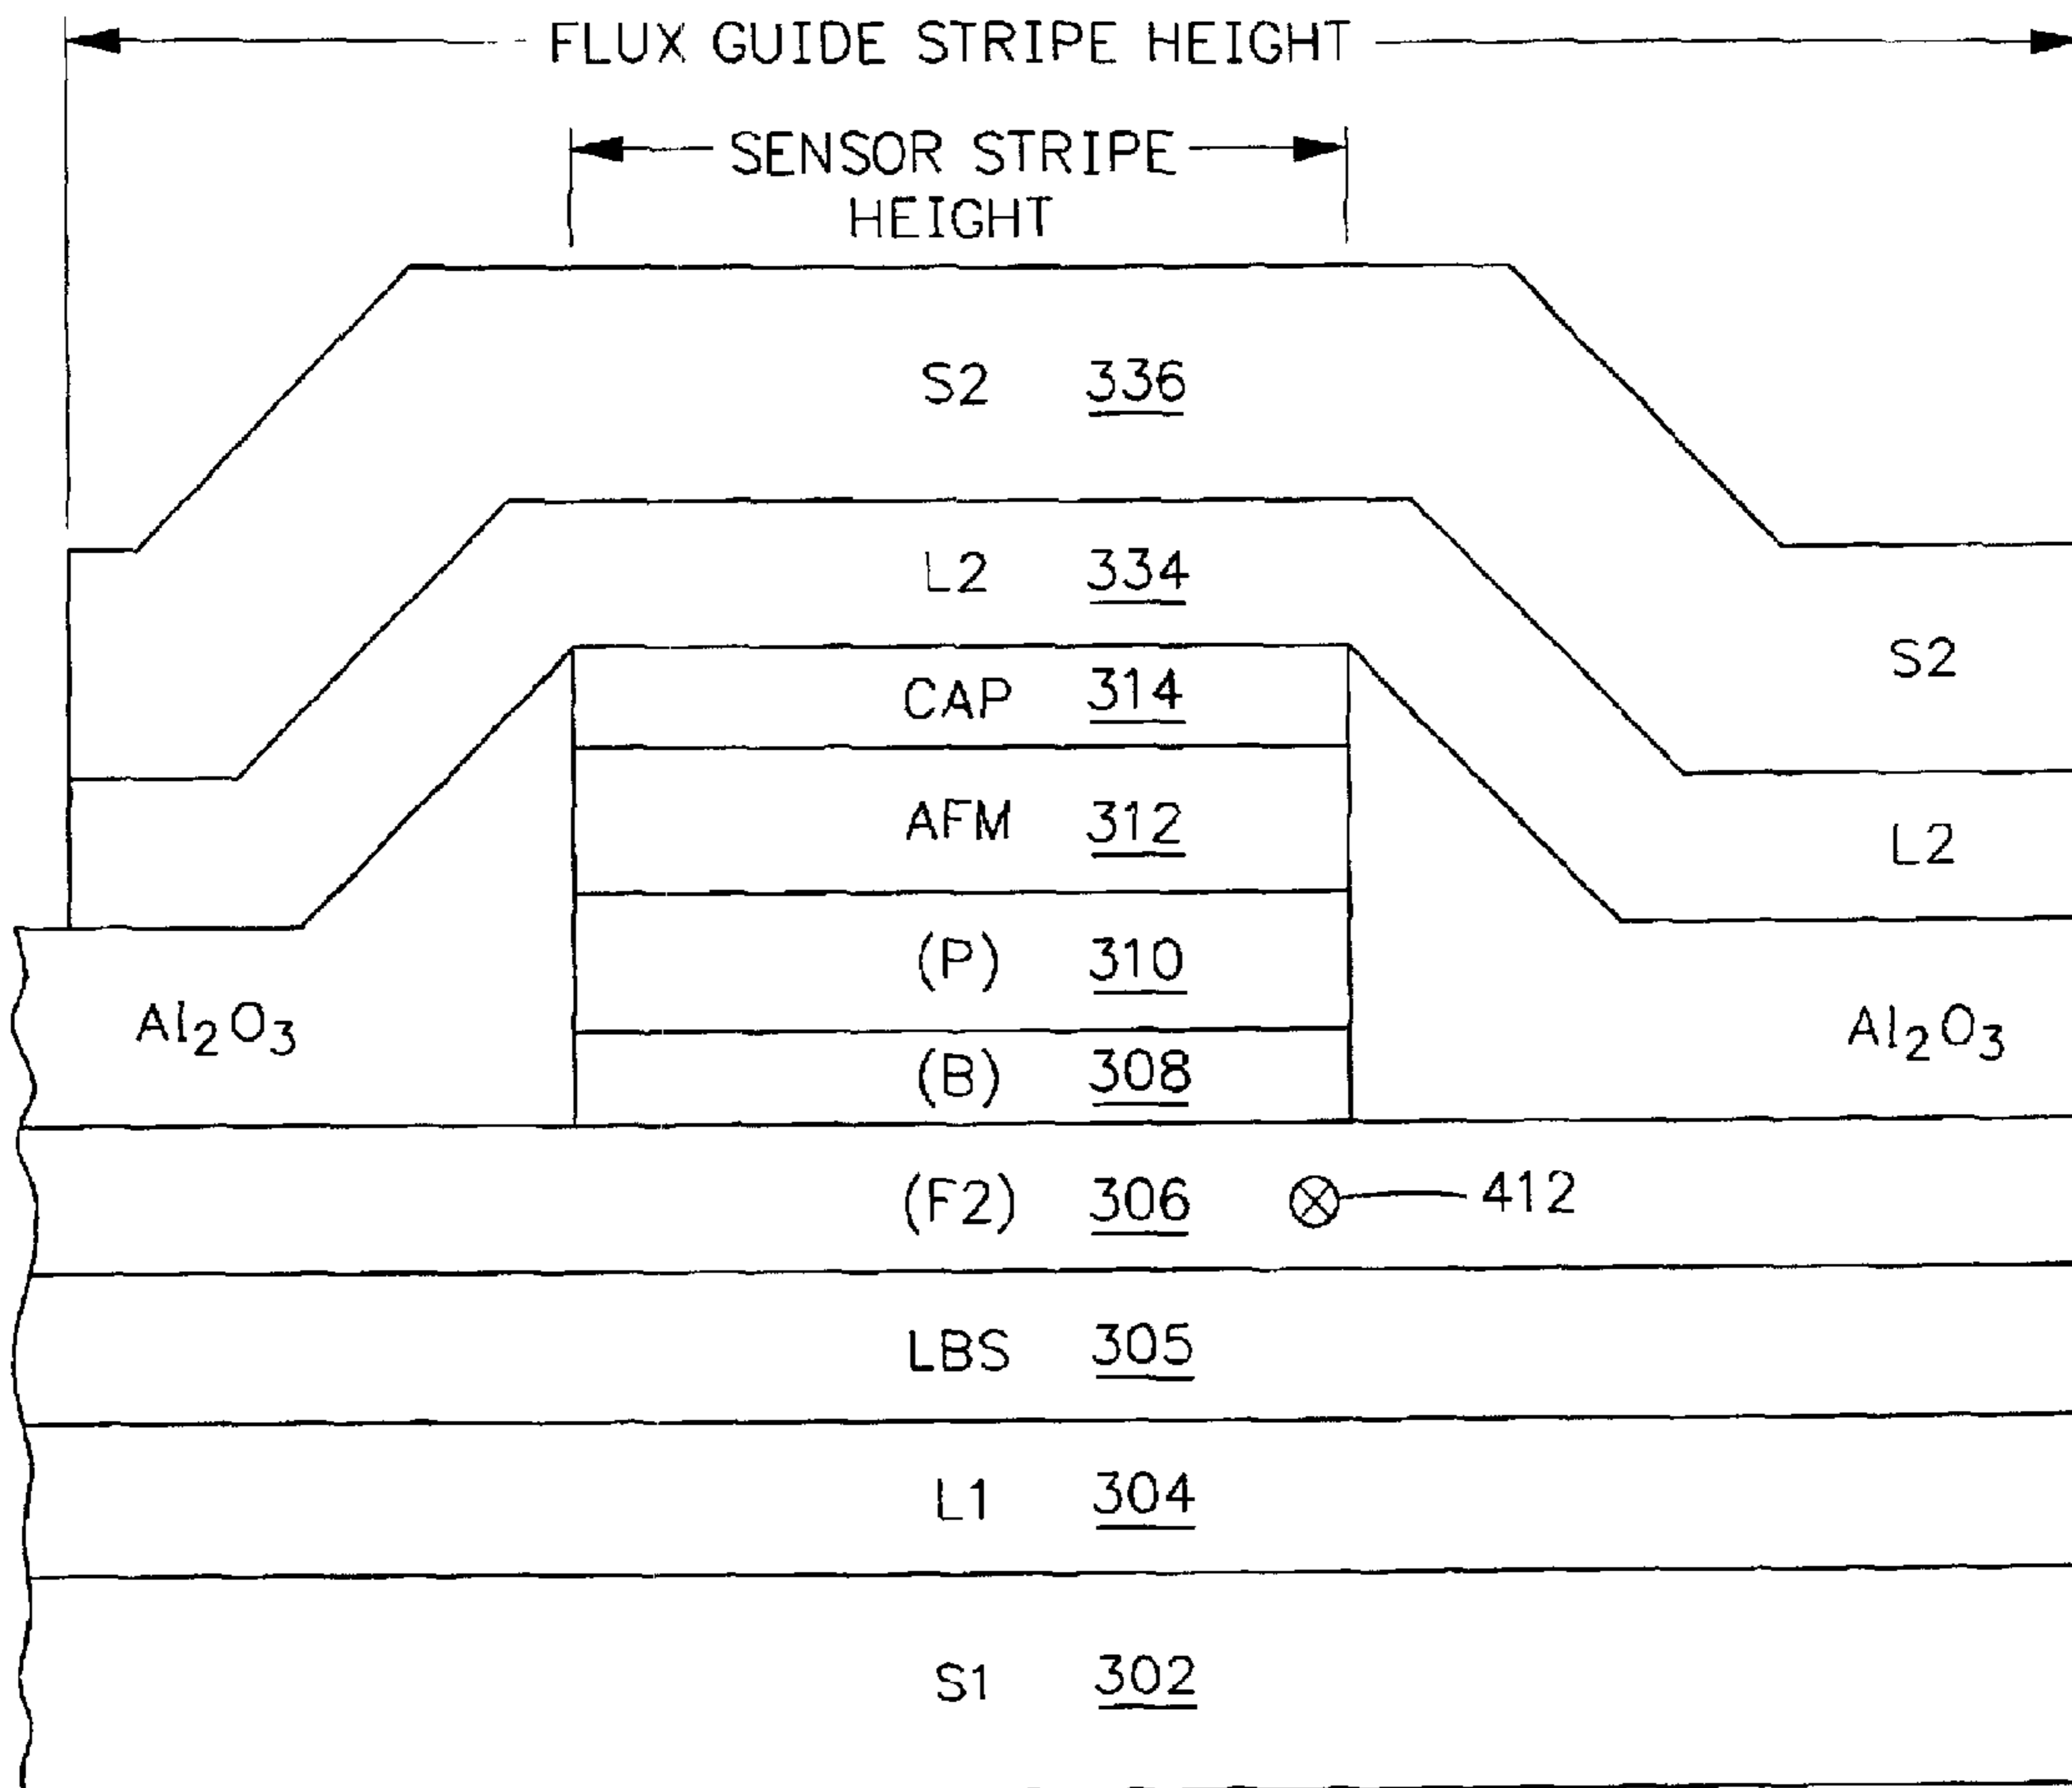 FLUX GUIDE STRIPE HEIGHT
SENSOR STRIPE
HEIGHT
S2 336
L2 334
S2
CAP 314
AFM 312
L2
(P) 310
Al₂O₃
Al₂O₃
(B) 308
(F2) 306 412
LBS 305
L1 304
S1 302